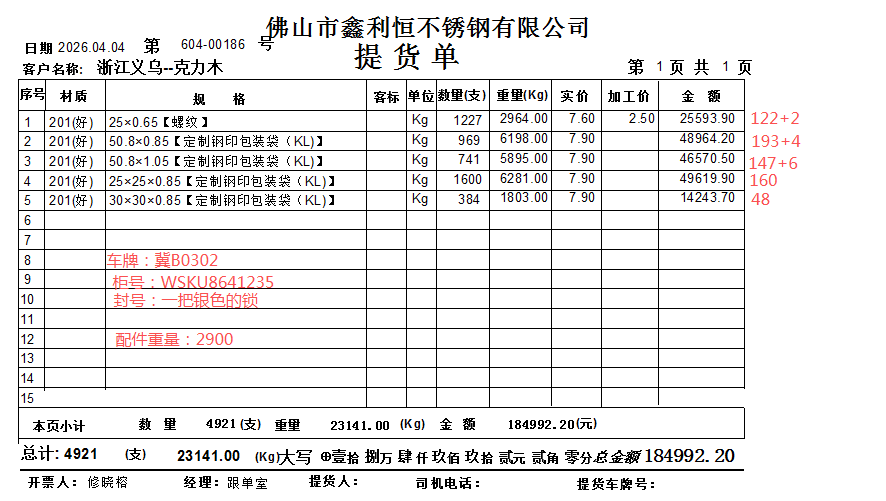 佛山市鑫利恒不锈钢有限公司
日期 2026.04.04 第 604-00186 号
提 货 单
客户名称: 浙江义乌--克力木 第 1 页 共 1 页
序号 材 质 规 格 客标 单位 数量(支) 重量(Kg) 实价 加工价 金 额
1 201(好) 25×0.65【螺纹】 Kg 1227 2964.00 7.60 2.50 25593.90 122+2
2 201(好) 50.8×0.85【定制钢印包装袋（KL)】 Kg 969 6198.00 7.90 48964.20 193+4
3 201(好) 50.8×1.05【定制钢印包装袋（KL)】 Kg 741 5895.00 7.90 46570.50 147+6
4 201(好) 25×25×0.85【定制钢印包装袋（KL)】 Kg 1600 6281.00 7.90 49619.90 160
5 201(好) 30×30×0.85【定制钢印包装袋（KL)】 Kg 384 1803.00 7.90 14243.70 48
6
7
8 车牌：冀B0302
9 柜号：WSKU8641235
10 封号：一把银色的锁
11
12 配件重量：2900
13
14
15
本页小计 数 量 4921 (支) 重量 23141.00 (Kg) 金 额 184992.20(元)
总计: 4921 (支) 23141.00 (Kg)大写 ⊕壹拾 捌万 肆仟 玖佰 玖拾 贰元 贰角 零分 总金额 184992.20
开票人: 修晓榕 经理: 跟单室 提货人: 司机电话: 提货车牌号: